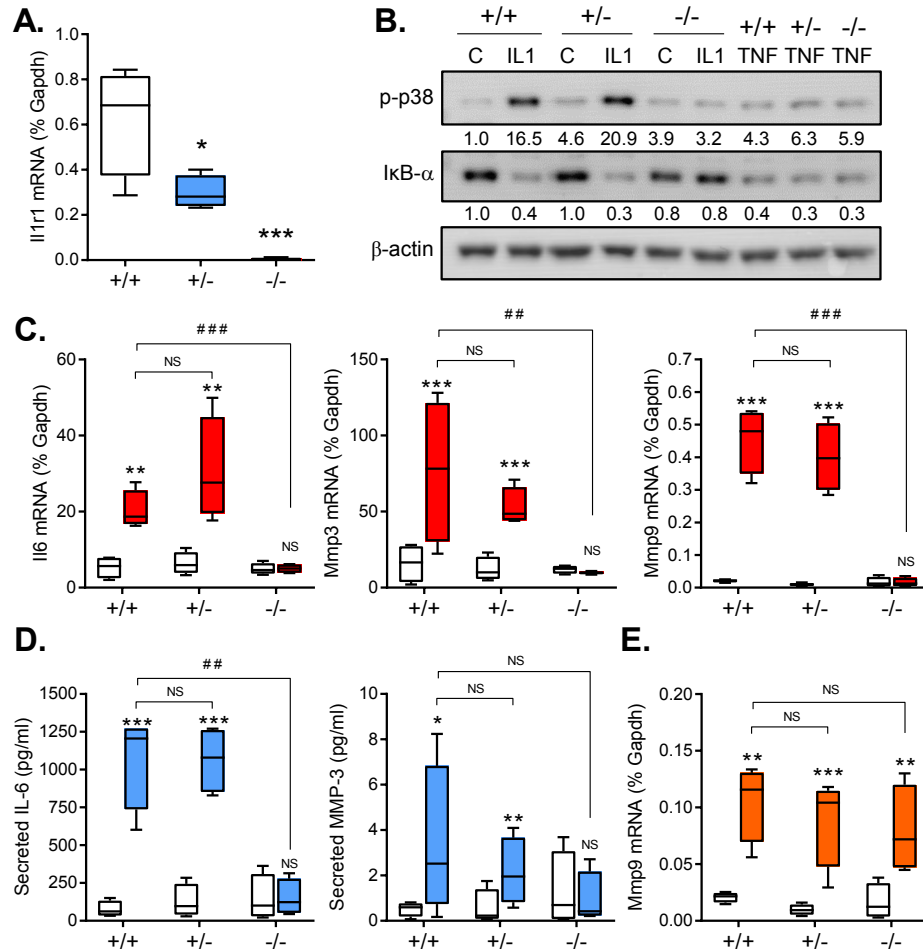 A.
Il1r1 mRNA (% Gapdh)
1.0
0.8
0.6
0.4
0.2
0.0
*
***
+/+ +/- -/-
B.
+/+ +/- -/- +/+ +/- -/-
C IL1 C IL1 C IL1 TNF TNF TNF
p-p38
1.0 16.5 4.6 20.9 3.9 3.2 4.3 6.3 5.9
IκB-α
1.0 0.4 1.0 0.3 0.8 0.8 0.4 0.3 0.3
β-actin
C.
Il6 mRNA (% Gapdh)
60
40
20
0
###
NS
**
**
NS
+/+ +/- -/-
Mmp3 mRNA (% Gapdh)
150
100
50
0
##
NS
***
***
NS
+/+ +/- -/-
Mmp9 mRNA (% Gapdh)
0.7
0.6
0.5
0.4
0.3
0.2
0.1
0.0
###
NS
***
***
NS
+/+ +/- -/-
D.
Secreted IL-6 (pg/ml)
1500
1250
1000
750
500
250
0
##
NS
***
***
NS
+/+ +/- -/-
Secreted MMP-3 (pg/ml)
10
8
6
4
2
0
NS
NS
*
**
NS
+/+ +/- -/-
E.
Mmp9 mRNA (% Gapdh)
0.20
0.15
0.10
0.05
0.00
NS
NS
**
***
**
+/+ +/- -/-